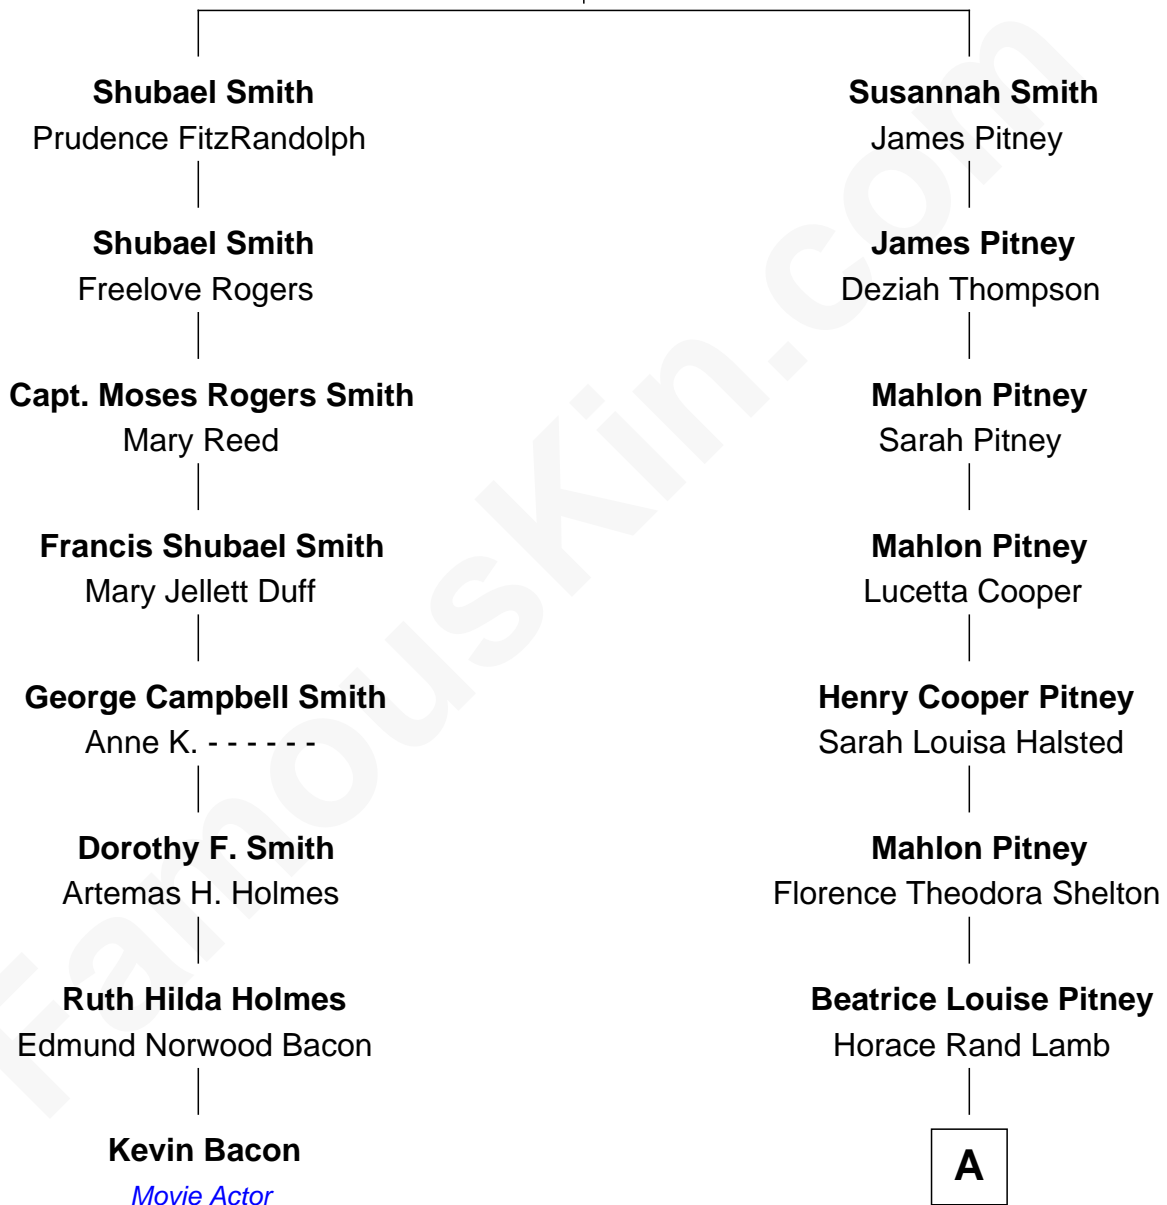 Shubael Smith
Prudence FitzRandolph
Shubael Smith
Freelove Rogers
Capt. Moses Rogers Smith
Mary Reed
Francis Shubael Smith
Mary Jellett Duff
George Campbell Smith
Anne K. - - - - - -
Dorothy F. Smith
Artemas H. Holmes
Ruth Hilda Holmes
Edmund Norwood Bacon
Kevin Bacon
Movie Actor
Susannah Smith
James Pitney
James Pitney
Deziah Thompson
Mahlon Pitney
Sarah Pitney
Mahlon Pitney
Lucetta Cooper
Henry Cooper Pitney
Sarah Louisa Halsted
Mahlon Pitney
Florence Theodora Shelton
Beatrice Louise Pitney
Horace Rand Lamb
A
FamousKin.com